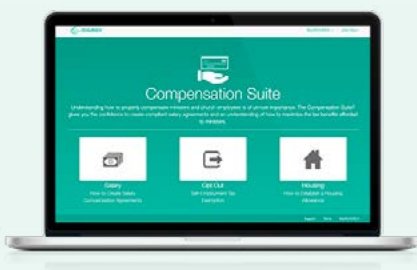 Compensation Suite
Understanding how to properly compensate ministers and church employees is of utmost importance. The Compensation Suite
gives you the confidence to create compliant salary agreements and an understanding of how to maximize the tax benefits afforded
to ministers.
Salary
How to Create Salary
Compensation Agreements
Opt Out
Self-Employment Tax
Exemption
Housing
How to Establish a Housing
Allowance
Support